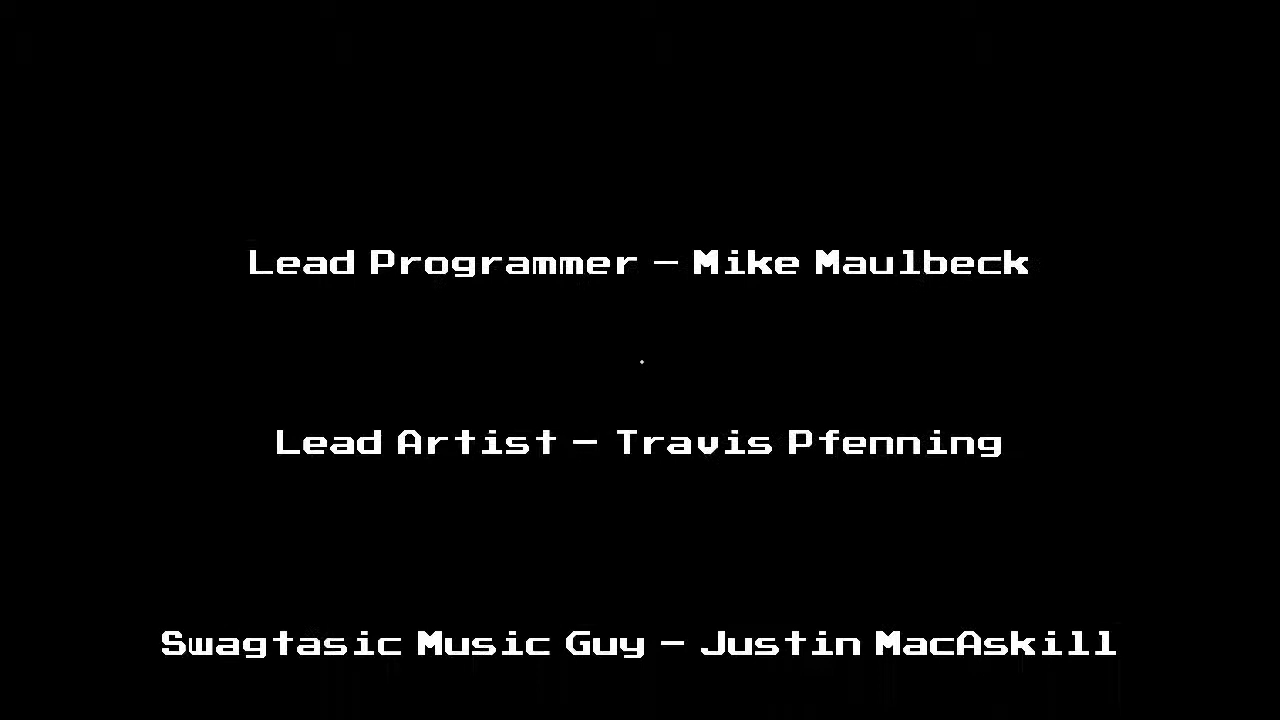 Lead Programmer - Mike Maulbeck
Lead Artist - Travis Pfenning
Swagtasic Music Guy - Justin MacAskill